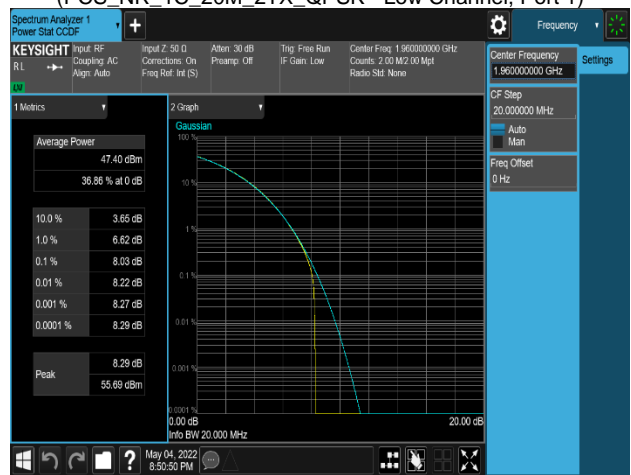 (PCS_NR_1C_20M_2TX_QPSK - Low Channel, Port 1)
Spectrum Analyzer 1
Power Stat CCDF
Frequency
KEYSIGHT
RL
Input: RF
Coupling: AC
Align: Auto
Input Z: 50 Ω
Corrections: On
Freq Ref: Int (S)
Atten: 30 dB
Preamp: Off
Trig: Free Run
IF Gain: Low
Center Freq: 1.960000000 GHz
Counts: 2.00 M/2.00 Mpt
Radio Std: None
Center Frequency
1.960000000 GHz
Settings
CF Step
20.000000 MHz
Auto
Man
Freq Offset
0 Hz
1 Metrics
2 Graph
Average Power
47.40 dBm
36.86 % at 0 dB
10.0 % 3.65 dB
1.0 % 6.62 dB
0.1 % 8.03 dB
0.01 % 8.22 dB
0.001 % 8.27 dB
0.0001 % 8.29 dB
Peak
8.29 dB
55.69 dBm
Gaussian
100 %
10 %
1 %
0.1 %
0.01 %
0.001 %
0.0001 %
0.00 dB
20.00 dB
Info BW 20.000 MHz
?
May 04, 2022
8:50:50 PM